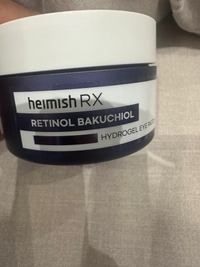 heimish RX
RETINOL BAKUCHIOL
HYDROGEL EYE